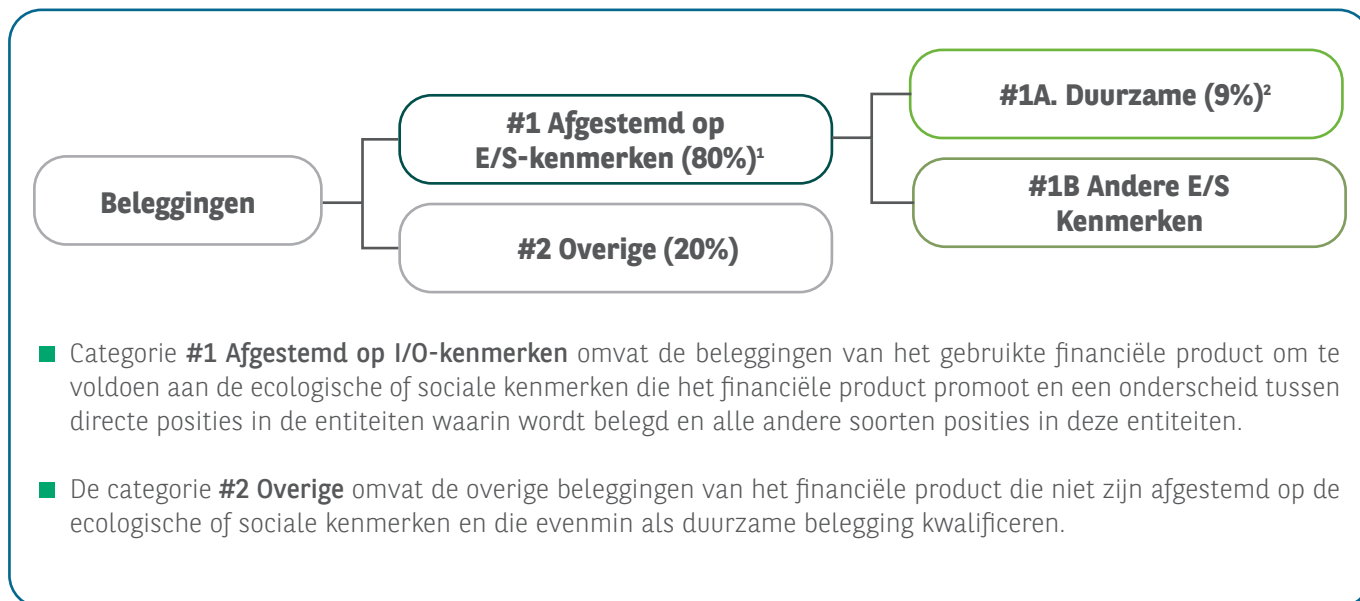 #1A. Duurzame (9%)²
#1 Afgestemd op
E/S-kenmerken (80%)¹
Beleggingen
#1B Andere E/S
Kenmerken
#2 Overige (20%)
Categorie #1 Afgestemd op I/O-kenmerken omvat de beleggingen van het gebruikte financiële product om te
voldoen aan de ecologische of sociale kenmerken die het financiële product promoot en een onderscheid tussen
directe posities in de entiteiten waarin wordt belegd en alle andere soorten posities in deze entiteiten.
De categorie #2 Overige omvat de overige beleggingen van het financiële product die niet zijn afgestemd op de
ecologische of sociale kenmerken en die evenmin als duurzame belegging kwalificeren.